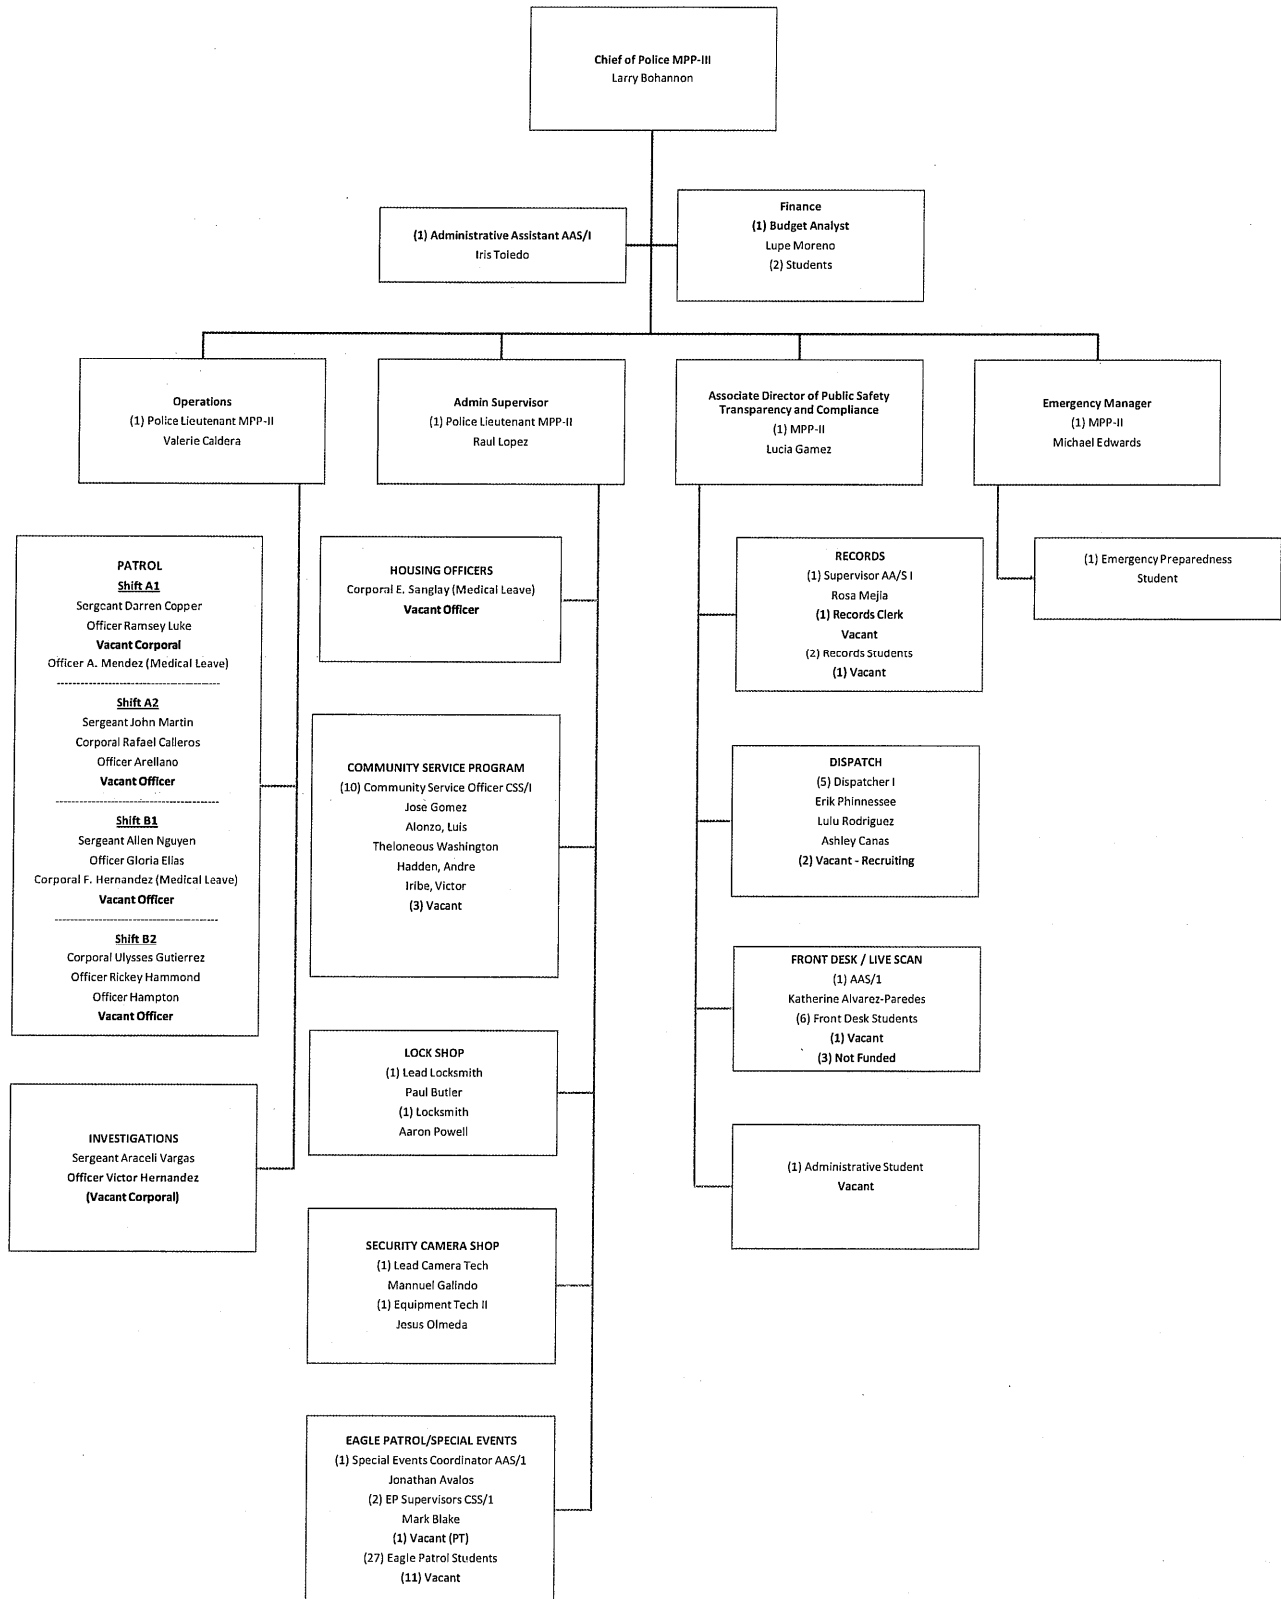 Chief of Police MPP-III
Larry Bohannon
(1) Administrative Assistant AAS/I
Iris Toledo
Finance
(1) Budget Analyst
Lupe Moreno
(2) Students
Operations
(1) Police Lieutenant MPP-II
Valerie Caldera
Admin Supervisor
(1) Police Lieutenant MPP-II
Raul Lopez
Associate Director of Public Safety
Transparency and Compliance
(1) MPP-II
Lucia Gamez
Emergency Manager
(1) MPP-II
Michael Edwards
PATROL
Shift A1
Sergeant Darren Copper
Officer Ramsey Luke
Vacant Corporal
Officer A. Mendez (Medical Leave)
Shift A2
Sergeant John Martin
Corporal Rafael Calleros
Officer Arellano
Vacant Officer
Shift B1
Sergeant Allen Nguyen
Officer Gloria Elias
Corporal F. Hernandez (Medical Leave)
Vacant Officer
Shift B2
Corporal Ulysses Gutierrez
Officer Rickey Hammond
Officer Hampton
Vacant Officer
INVESTIGATIONS
Sergeant Araceli Vargas
Officer Victor Hernandez
(Vacant Corporal)
HOUSING OFFICERS
Corporal E. Sanglay (Medical Leave)
Vacant Officer
COMMUNITY SERVICE PROGRAM
(10) Community Service Officer CSS/I
Jose Gomez
Alonzo, Luis
Theloneous Washington
Hadden, Andre
Iribe, Victor
(3) Vacant
LOCK SHOP
(1) Lead Locksmith
Paul Butler
(1) Locksmith
Aaron Powell
SECURITY CAMERA SHOP
(1) Lead Camera Tech
Mannuel Galindo
(1) Equipment Tech II
Jesus Olmeda
EAGLE PATROL/SPECIAL EVENTS
(1) Special Events Coordinator AAS/1
Jonathan Avalos
(2) EP Supervisors CSS/1
Mark Blake
(1) Vacant (PT)
(27) Eagle Patrol Students
(11) Vacant
RECORDS
(1) Supervisor AA/S I
Rosa Mejia
(1) Records Clerk
Vacant
(2) Records Students
(1) Vacant
DISPATCH
(5) Dispatcher I
Erik Phinnessee
Lulu Rodriguez
Ashley Canas
(2) Vacant - Recruiting
FRONT DESK / LIVE SCAN
(1) AAS/1
Katherine Alvarez-Paredes
(6) Front Desk Students
(1) Vacant
(3) Not Funded
(1) Administrative Student
Vacant
(1) Emergency Preparedness
Student